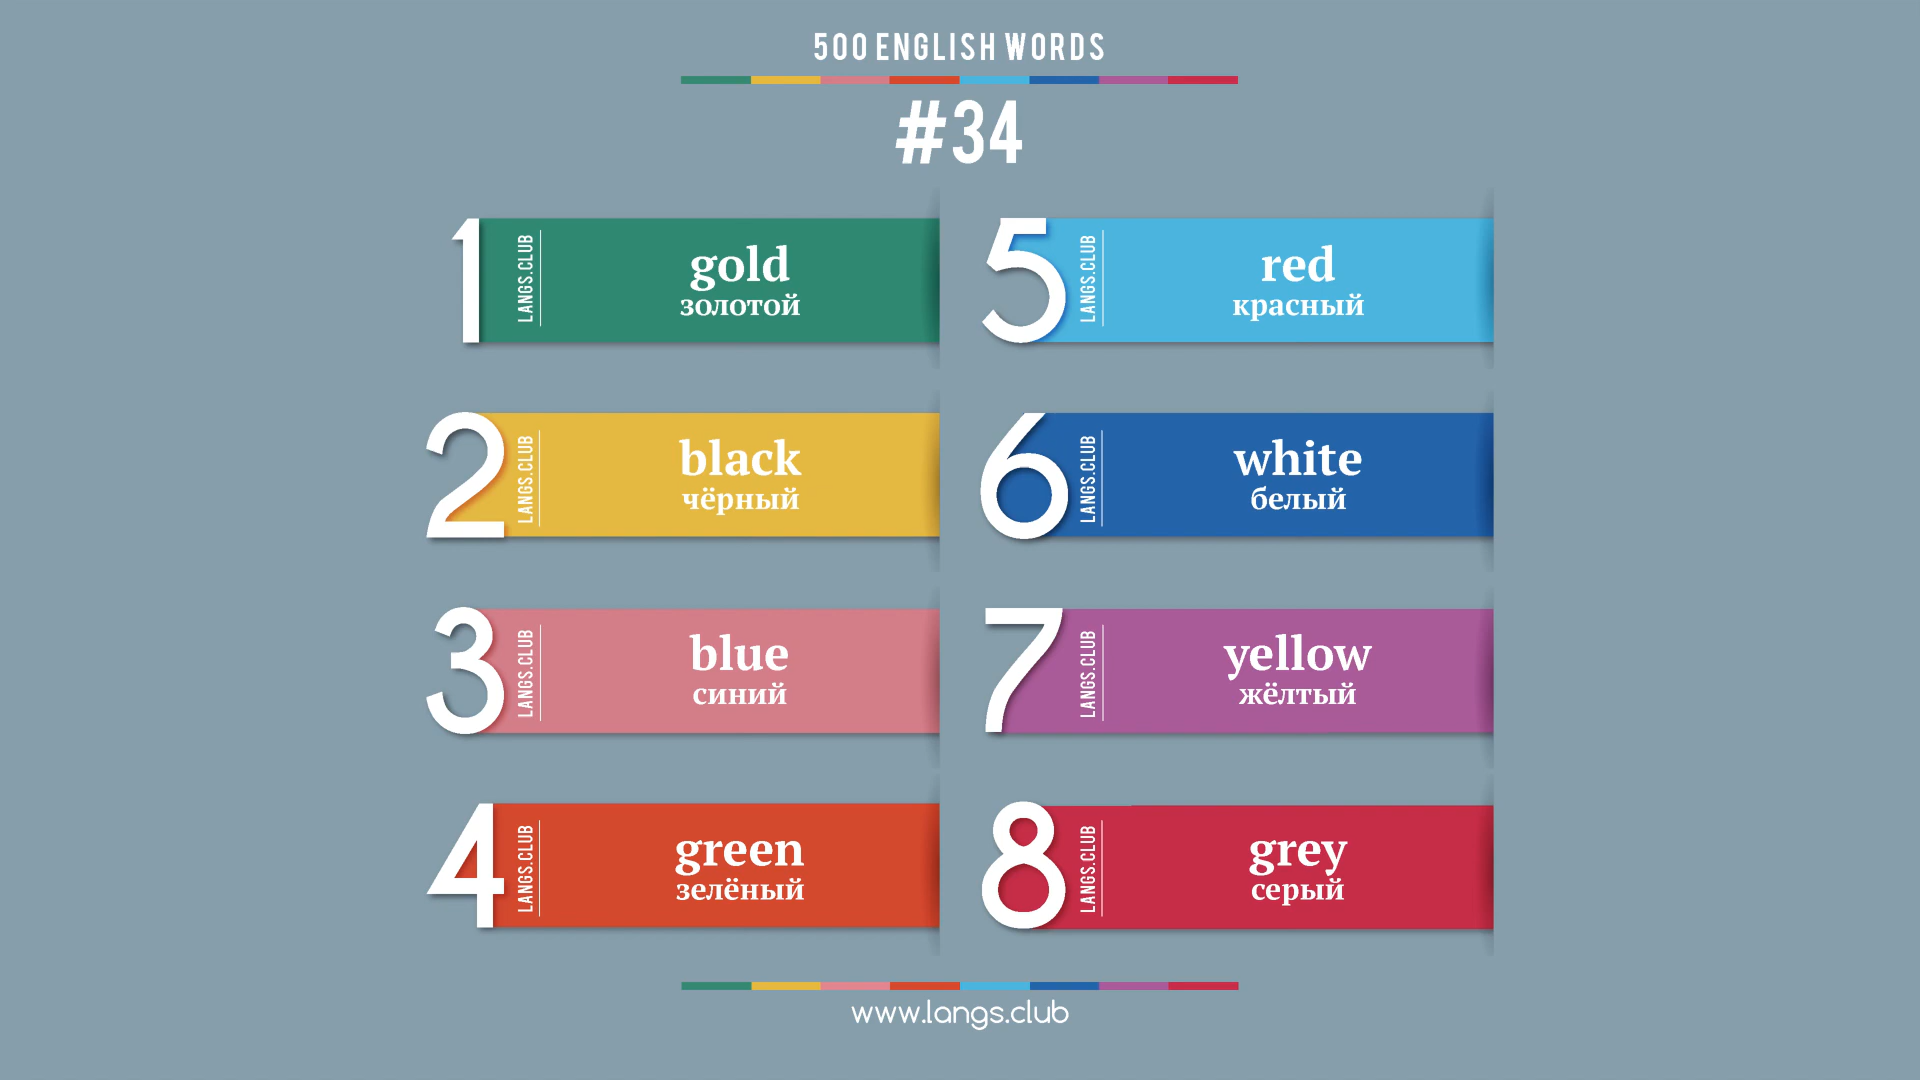 500 ENGLISH WORDS
#34
1
LANGS.CLUB
gold
золотой
2
LANGS.CLUB
black
чёрный
3
LANGS.CLUB
blue
синий
4
LANGS.CLUB
green
зелёный
5
LANGS.CLUB
red
красный
6
LANGS.CLUB
white
белый
7
LANGS.CLUB
yellow
жёлтый
8
LANGS.CLUB
grey
серый
www.langs.club